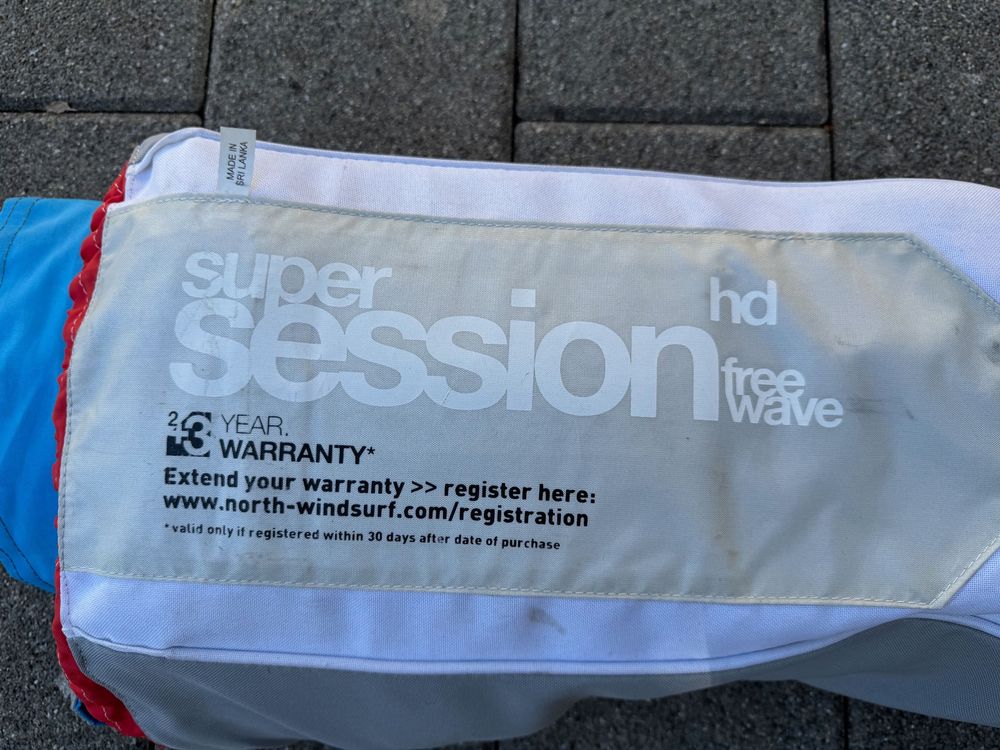 MADE IN
SRI LANKA
super
session
hd
free
wave
2+3 YEAR.
WARRANTY*
Extend your warranty >> register here:
www.north-windsurf.com/registration
*valid only if registered within 30 days after date of purchase